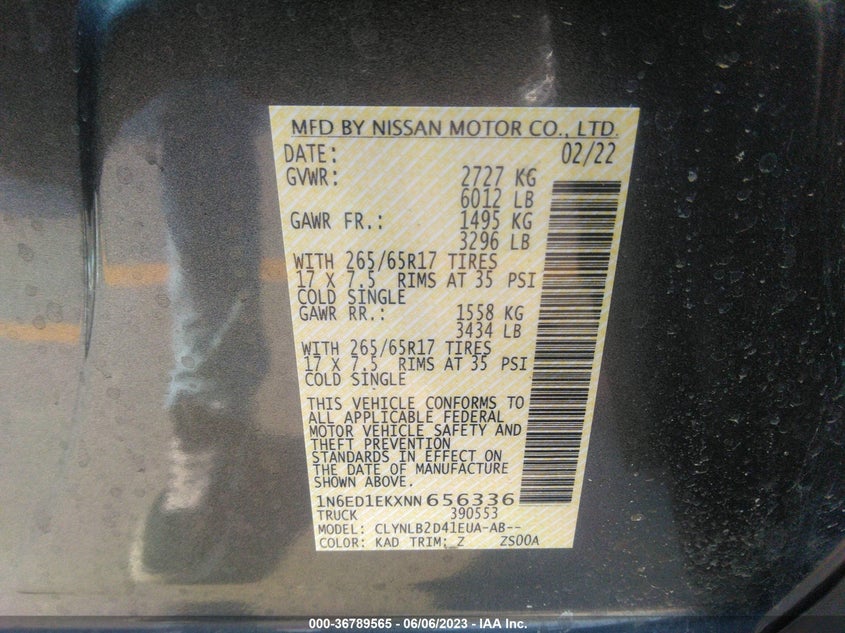 MFD BY NISSAN MOTOR CO., LTD.
DATE: 02/22
GVWR: 2727 KG
6012 LB
GAWR FR.: 1495 KG
3296 LB
WITH 265/65R17 TIRES
17 X 7.5 RIMS AT 35 PSI
COLD SINGLE
GAWR RR.: 1558 KG
3434 LB
WITH 265/65R17 TIRES
17 X 7.5 RIMS AT 35 PSI
COLD SINGLE
THIS VEHICLE CONFORMS TO
ALL APPLICABLE FEDERAL
MOTOR VEHICLE SAFETY AND
THEFT PREVENTION
STANDARDS IN EFFECT ON
THE DATE OF MANUFACTURE
SHOWN ABOVE.
1N6ED1EKXNN656336
TRUCK 390553
MODEL: CLYNLB2D41EUA-AB--
COLOR: KAD TRIM: Z ZS00A
000-36789565 - 06/06/2023 - IAA Inc.